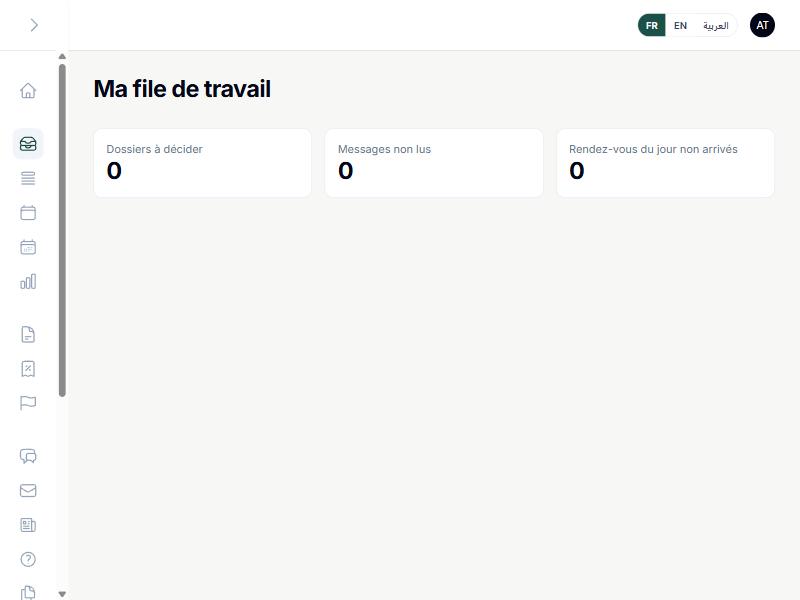 FR EN العربية AT
Ma file de travail
Dossiers à décider
0
Messages non lus
0
Rendez-vous du jour non arrivés
0